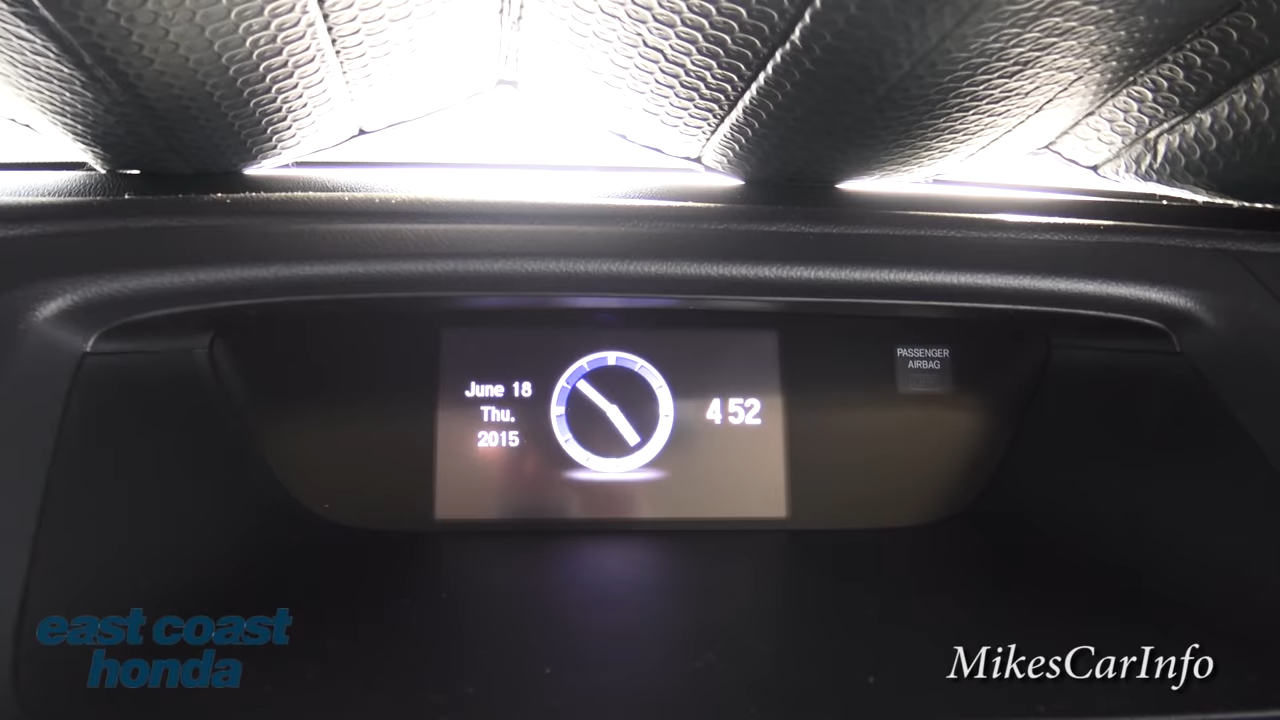 June 18
Thu.
2015
4 52
PASSENGER
AIRBAG
east coast
honda
MikesCarInfo